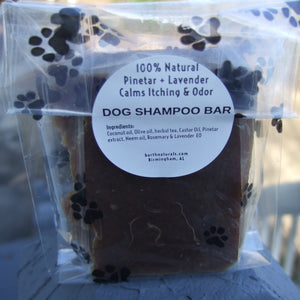 100% Natural
Pinetar + Lavender
Calms Itching & Odor
DOG SHAMPOO BAR
Ingredients:
Coconut oil, Olive oil, herbal tea, Castor Oil, Pinetar
extract, Neem oil, Rosemary & Lavender EO
Birmingham, AL